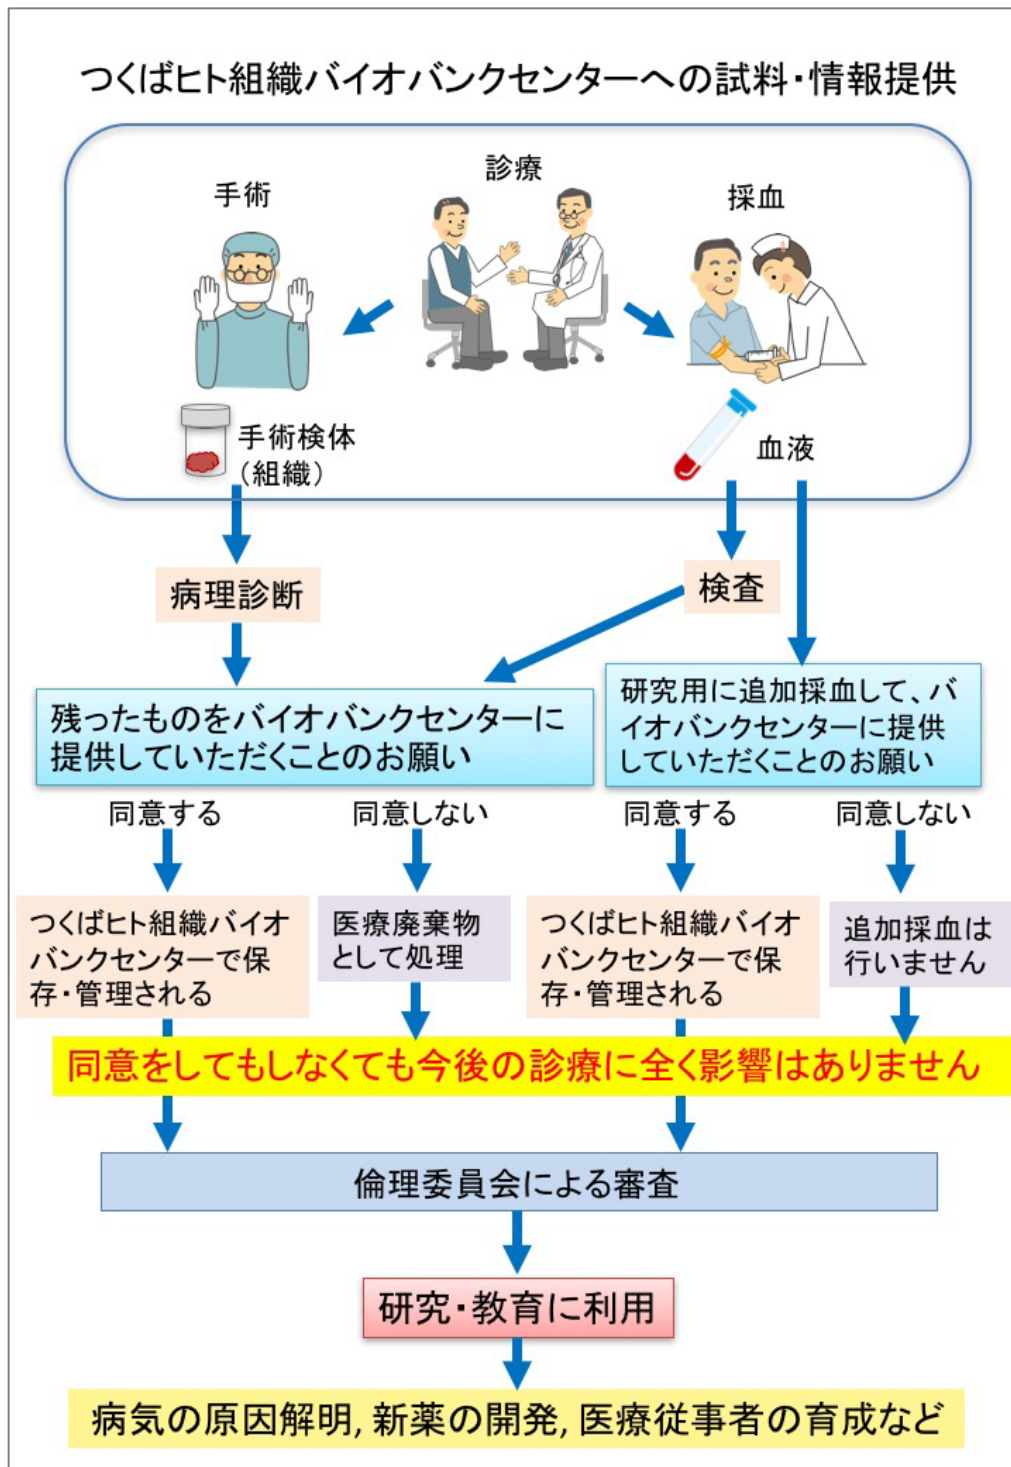 つくばヒト組織バイオバンクセンターへの試料・情報提供
診療
手術
採血
手術検体
（組織）
血液
病理診断
検査
残ったものをバイオバンクセンターに
提供していただくことのお願い
研究用に追加採血して、バ
イオバンクセンターに提供
していただくことのお願い
同意する
同意しない
同意する
同意しない
つくばヒト組織バイオ
バンクセンターで保
存・管理される
医療廃棄物
として処理
つくばヒト組織バイオ
バンクセンターで保
存・管理される
追加採血は
行いません
同意をしてもしなくても今後の診療に全く影響はありません
倫理委員会による審査
研究・教育に利用
病気の原因解明, 新薬の開発, 医療従事者の育成など